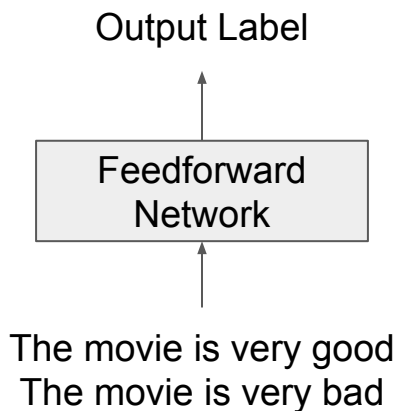 Output Label
Feedforward
Network
The movie is very good
The movie is very bad